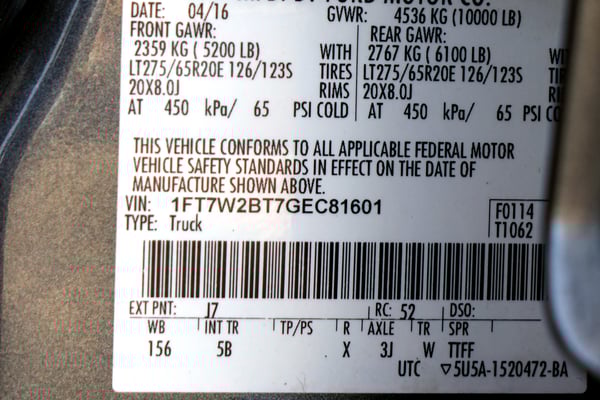 FORD MOTOR CO.
DATE: 04/16 GVWR: 4536 KG (10000 LB)
FRONT GAWR: REAR GAWR:
2359 KG ( 5200 LB) WITH 2767 KG ( 6100 LB)
LT275/65R20E 126/123S TIRES LT275/65R20E 126/123S
20X8.0J RIMS 20X8.0J
AT 450 kPa/ 65 PSI COLD AT 450 kPa/ 65 PSI
THIS VEHICLE CONFORMS TO ALL APPLICABLE FEDERAL MOTOR
VEHICLE SAFETY STANDARDS IN EFFECT ON THE DATE OF
MANUFACTURE SHOWN ABOVE.
VIN: 1FT7W2BT7GEC81601 F0114
TYPE: Truck T1062
EXT PNT: J7 RC: 52 DSO:
WB INT TR TP/PS R AXLE TR SPR
156 5B X 3J W TTFF
UTC ▽5U5A-1520472-BA